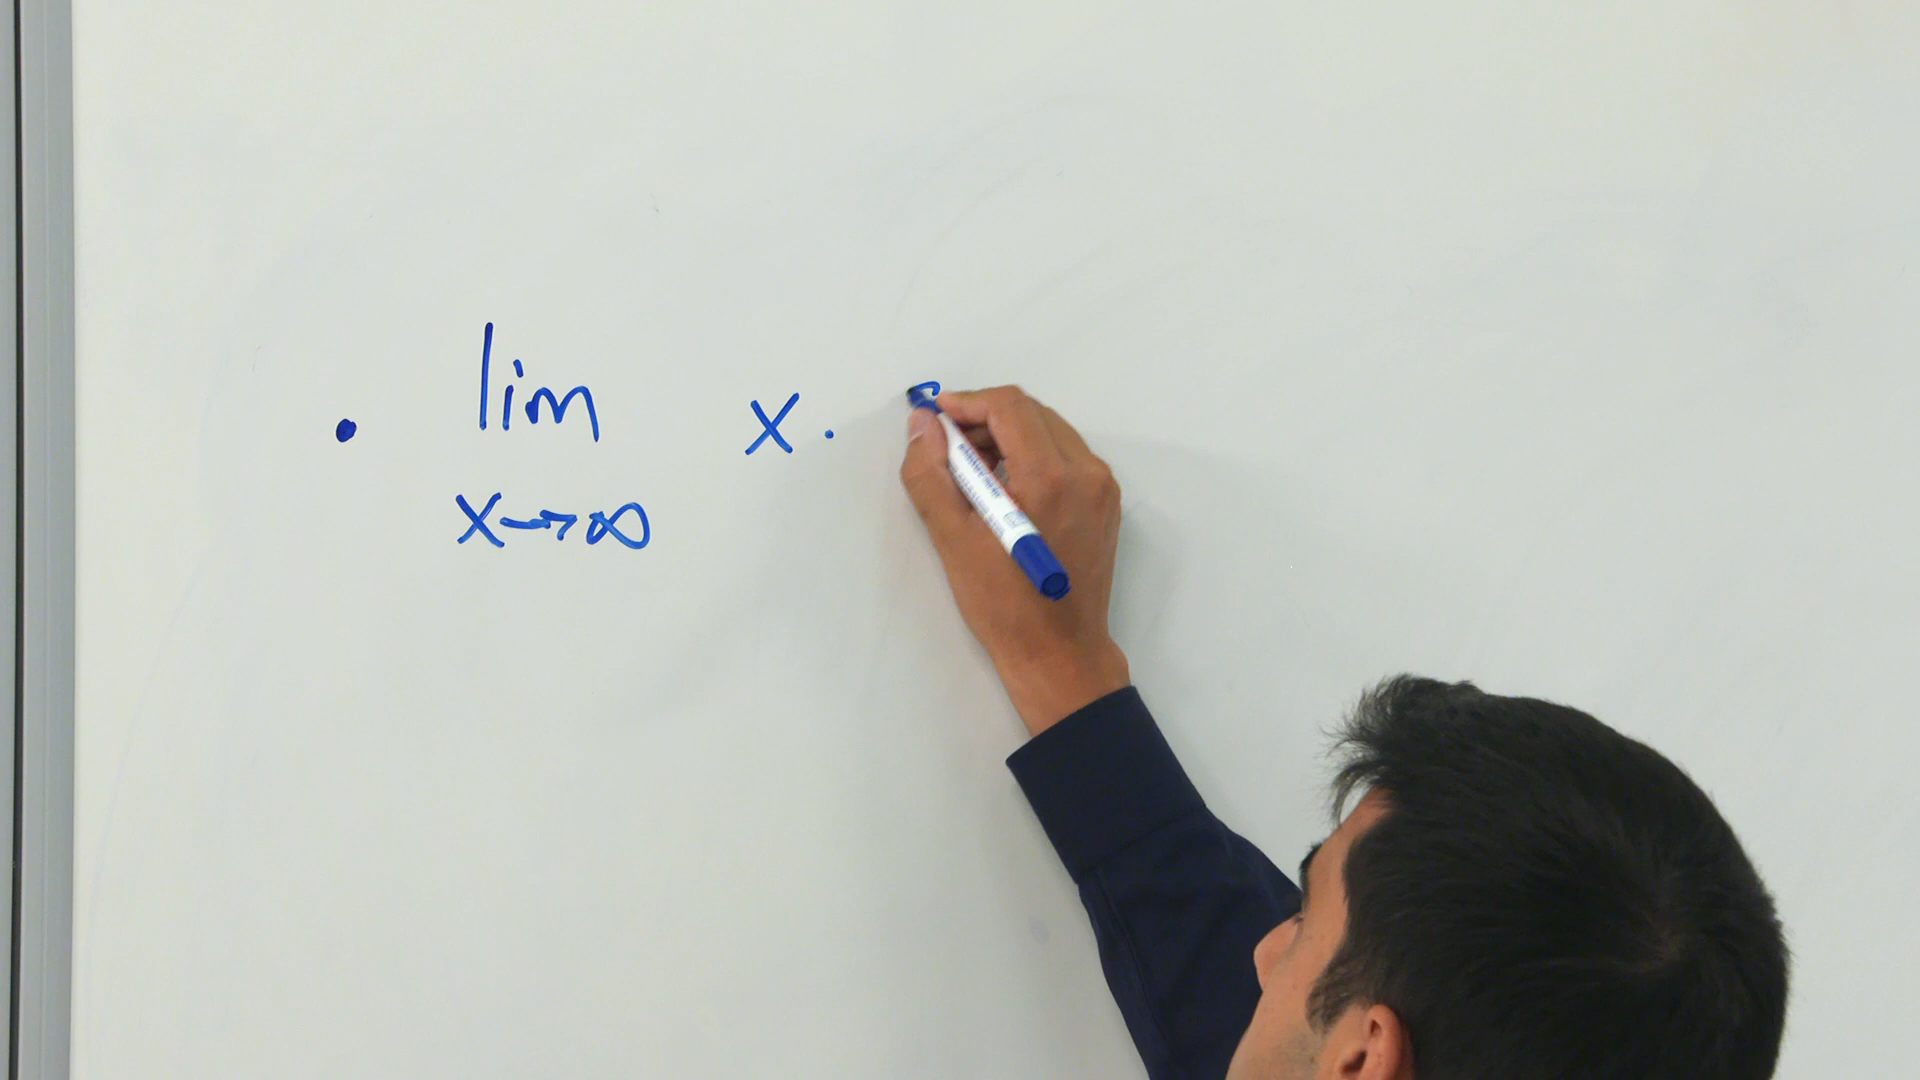 • lim x ·
x→∞